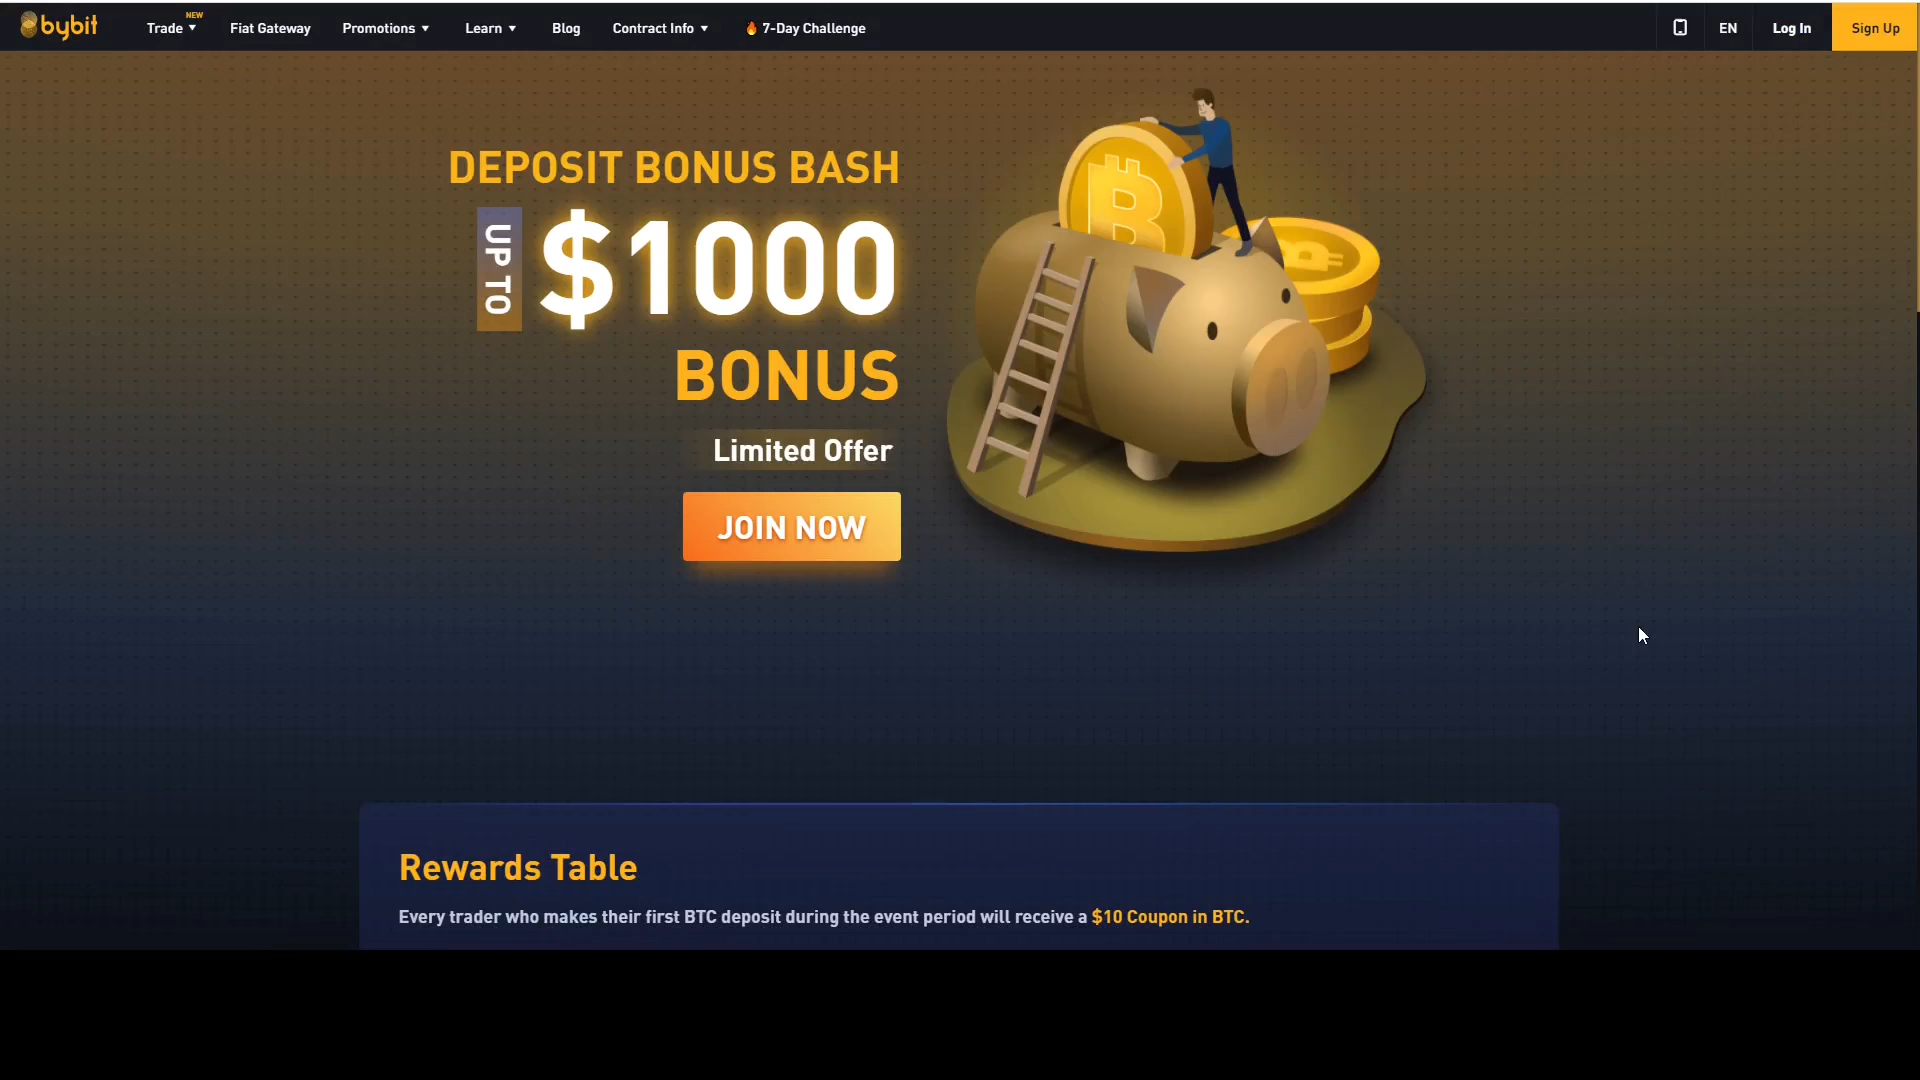 bybit
Trade
NEW
Fiat Gateway
Promotions
Learn
Blog
Contract Info
7-Day Challenge
EN
Log In
Sign Up
DEPOSIT BONUS BASH
UP TO
$1000
BONUS
Limited Offer
JOIN NOW
Rewards Table
Every trader who makes their first BTC deposit during the event period will receive a $10 Coupon in BTC.